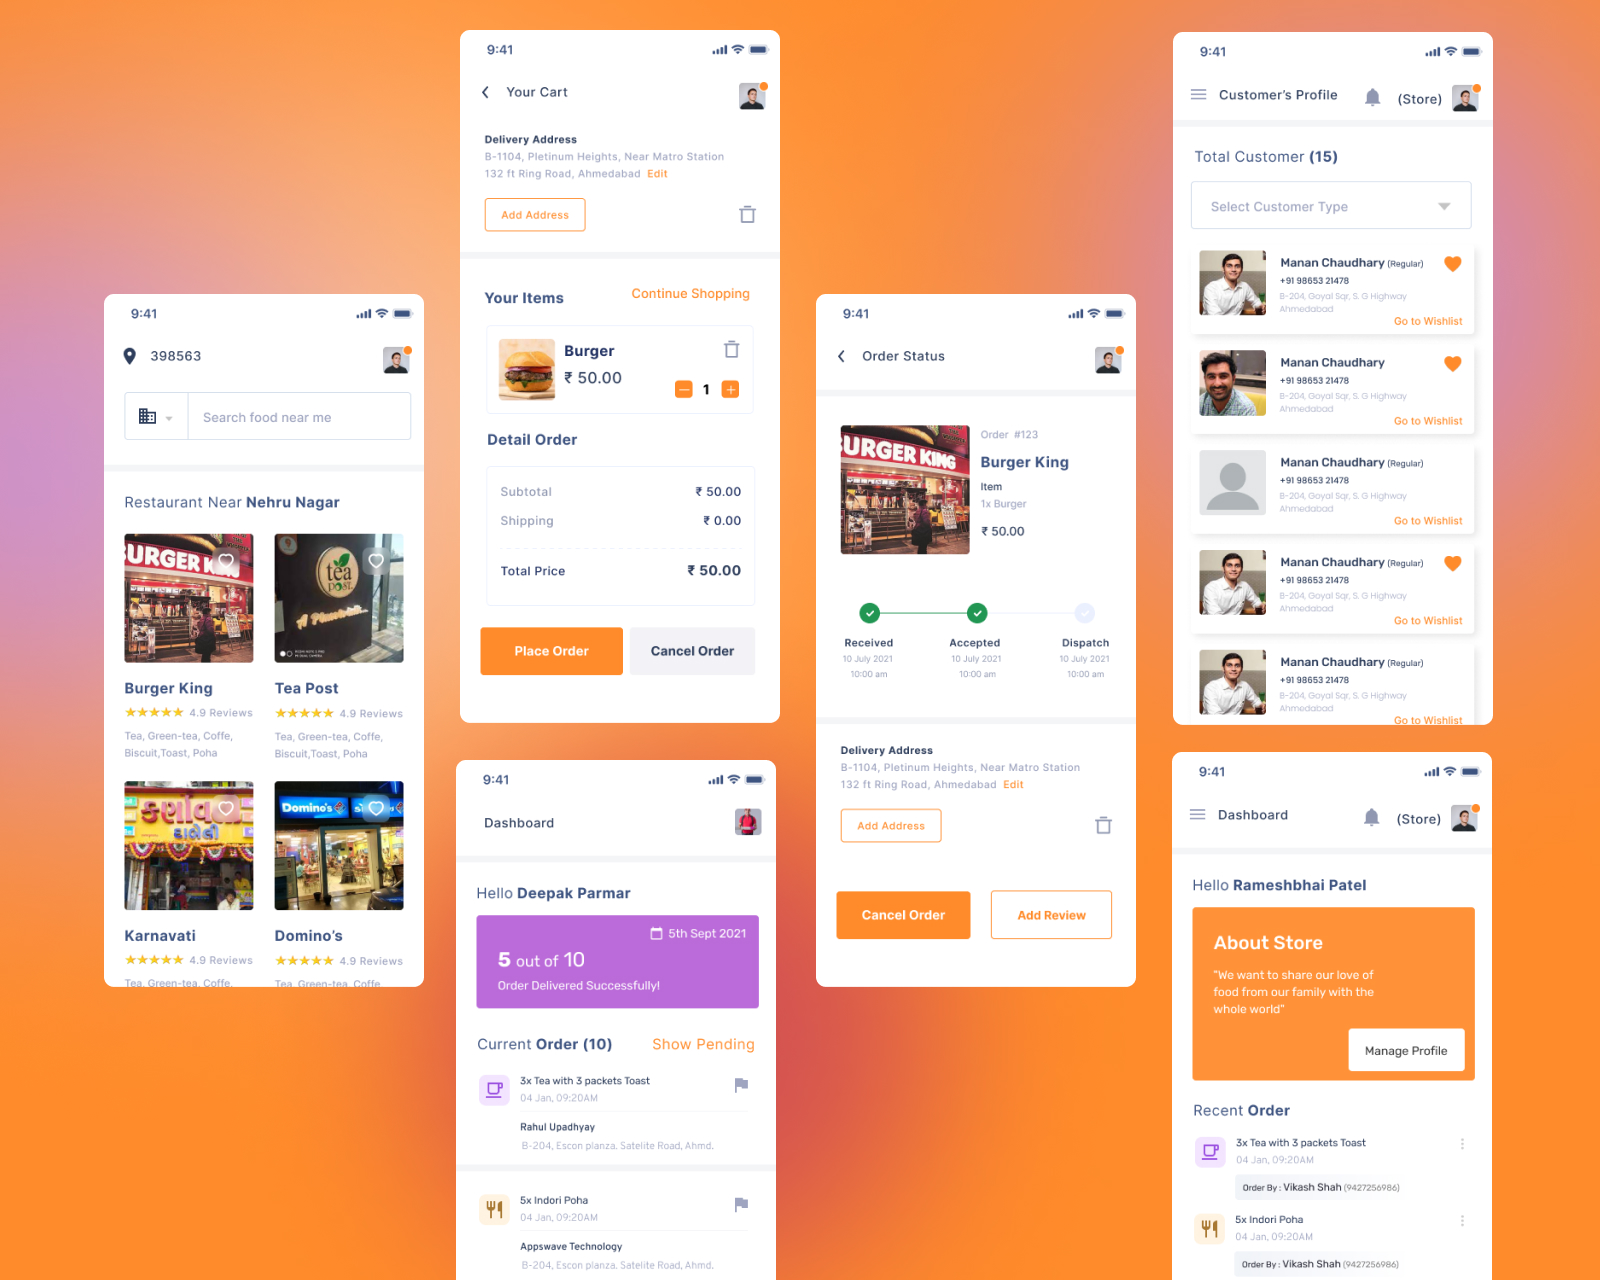 9:41
398563
Search food near me
Restaurant Near Nehru Nagar
BURGER KING
tea
post.
Burger King
Tea Post
4.9 Reviews
4.9 Reviews
Tea, Green-tea, Coffe,
Biscuit,Toast, Poha
Tea, Green-tea, Coffe,
Biscuit,Toast, Poha
Domino's
Karnavati
Domino's
4.9 Reviews
4.9 Reviews
Tea, Green-tea, Coffe,
Tea, Green-tea, Coffe
9:41
Your Cart
Delivery Address
B-1104, Pletinum Heights, Near Matro Station
132 ft Ring Road, Ahmedabad Edit
Add Address
Your Items
Continue Shopping
Burger
₹ 50.00
1
Detail Order
Subtotal ₹ 50.00
Shipping ₹ 0.00
Total Price ₹ 50.00
Place Order
Cancel Order
9:41
Dashboard
Hello Deepak Parmar
5th Sept 2021
5 out of 10
Order Delivered Successfully!
Current Order (10)
Show Pending
3x Tea with 3 packets Toast
04 Jan, 09:20AM
Rahul Upadhyay
B-204, Escon planza, Satelite Road, Ahmd.
5x Indori Poha
04 Jan, 09:20AM
Appswave Technology
B-204, Escon planza, Satelite Road, Ahmd.
9:41
Order Status
BURGER KING
Order #123
Burger King
Item
1x Burger
₹ 50.00
Received
10 July 2021
10:00 am
Accepted
10 July 2021
10:00 am
Dispatch
10 July 2021
10:00 am
Delivery Address
B-1104, Pletinum Heights, Near Matro Station
132 ft Ring Road, Ahmedabad Edit
Add Address
Cancel Order
Add Review
9:41
Customer's Profile
(Store)
Total Customer (15)
Select Customer Type
Manan Chaudhary (Regular)
+91 98653 21478
B-204, Goyal Sqr, S. G Highway
Ahmedabad
Go to Wishlist
Manan Chaudhary
+91 98653 21478
B-204, Goyal Sqr, S. G Highway
Ahmedabad
Go to Wishlist
Manan Chaudhary (Regular)
+91 98653 21478
B-204, Goyal Sqr, S. G Highway
Ahmedabad
Go to Wishlist
Manan Chaudhary (Regular)
+91 98653 21478
B-204, Goyal Sqr, S. G Highway
Ahmedabad
Go to Wishlist
Manan Chaudhary (Regular)
+91 98653 21478
B-204, Goyal Sqr, S. G Highway
Ahmedabad
Go to Wishlist
9:41
Dashboard
(Store)
Hello Rameshbhai Patel
About Store
"We want to share our love of
food from our family with the
whole world"
Manage Profile
Recent Order
3x Tea with 3 packets Toast
04 Jan, 09:20AM
Order By : Vikash Shah (9427256986)
5x Indori Poha
04 Jan, 09:20AM
Order By : Vikash Shah (9427256986)